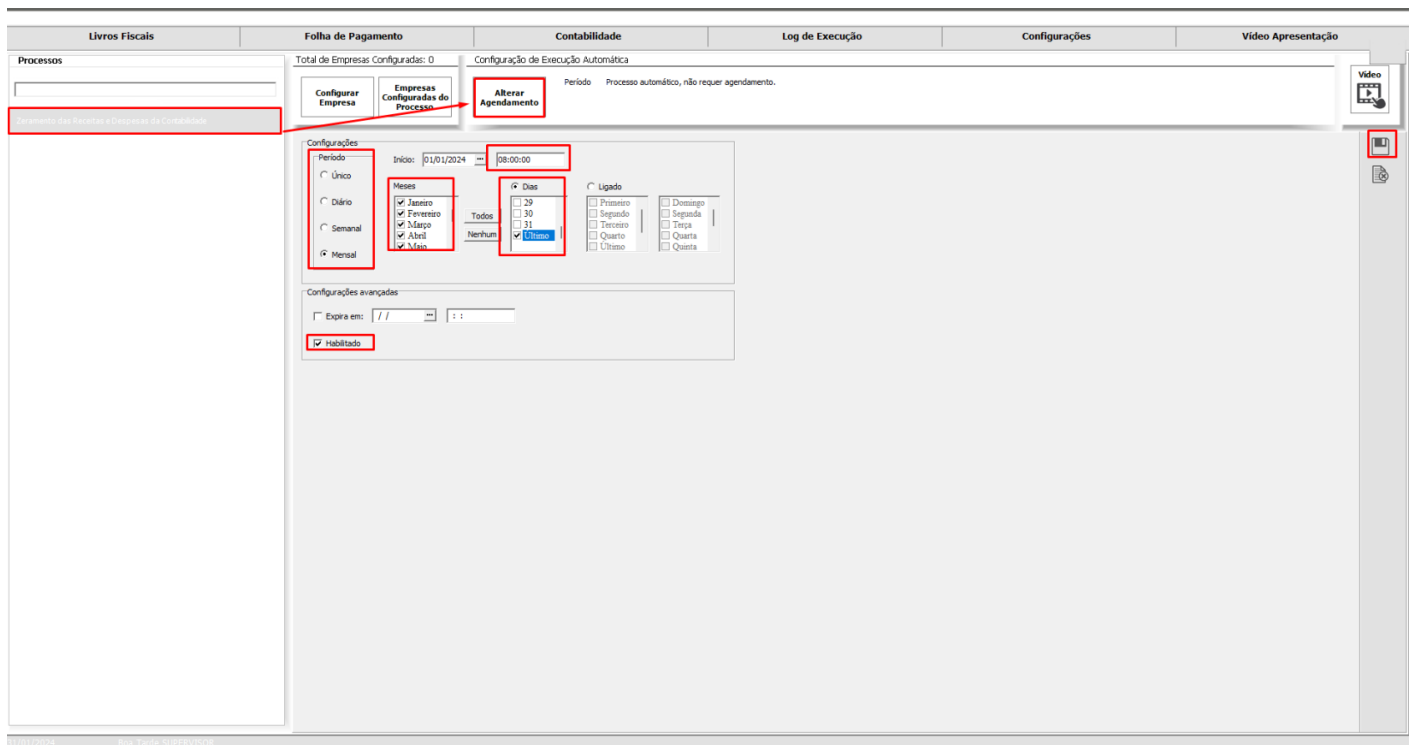 Livros Fiscais
Folha de Pagamento
Contabilidade
Log de Execução
Configurações
Vídeo Apresentação
Processos
Zeramento das Receitas e Despesas da Contabilidade
Total de Empresas Configuradas: 0
Configurar Empresa
Empresas Configuradas do Processo
Configuração de Execução Automática
Alterar Agendamento
Período Processo automático, não requer agendamento.
Vídeo
Configurações
Período
Único
Diário
Semanal
Mensal
Início: 01/01/2024 ... 08:00:00
Meses
Janeiro
Fevereiro
Março
Abril
Maio
Todos
Nenhum
Dias
29
30
31
Último
Ligado
Primeiro
Segundo
Terceiro
Quarto
Último
Domingo
Segunda
Terça
Quarta
Quinta
Configurações avançadas
Expira em: / / ... : :
Habilitado
SUPERVISOR